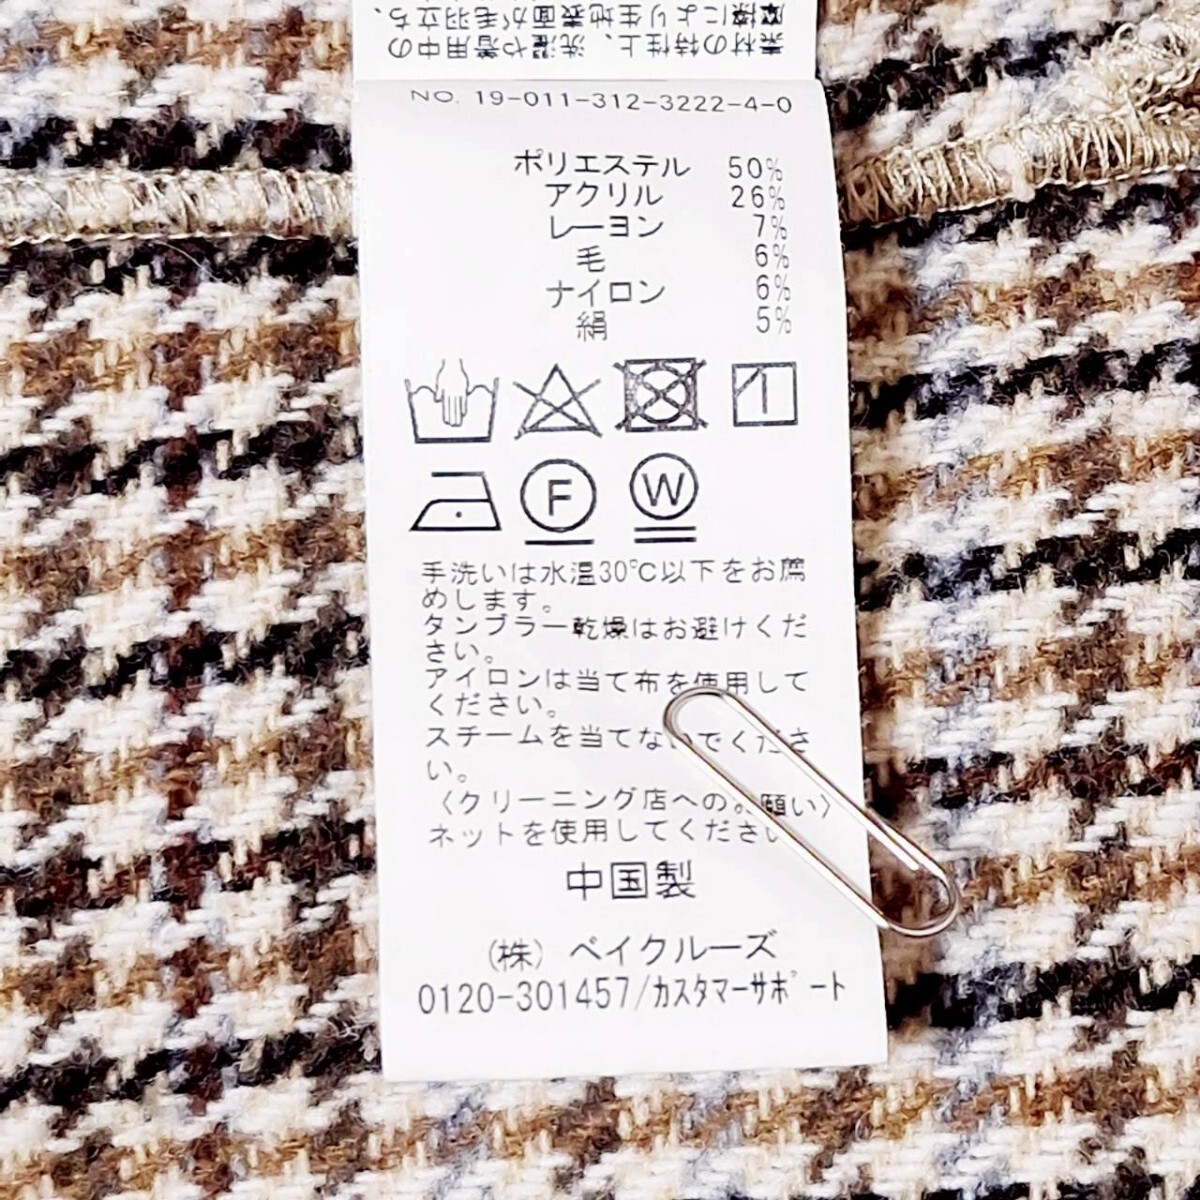 素材の特性上、洗濯や着用中の
摩擦により生地表面が毛羽立ち、
NO. 19-011-312-3222-4-0
ポリエステル 50%
アクリル 26%
レーヨン 7%
毛 6%
ナイロン 6%
絹 5%
F
W
手洗いは水温30℃以下をお薦
めします。
タンブラー乾燥はお避けくだ
さい。
アイロンは当て布を使用して
ください。
スチームを当てないでくださ
い。
〈クリーニング店へのお願い〉
ネットを使用してください
中国製
(株) ベイクルーズ
0120-301457/カスタマーサポート